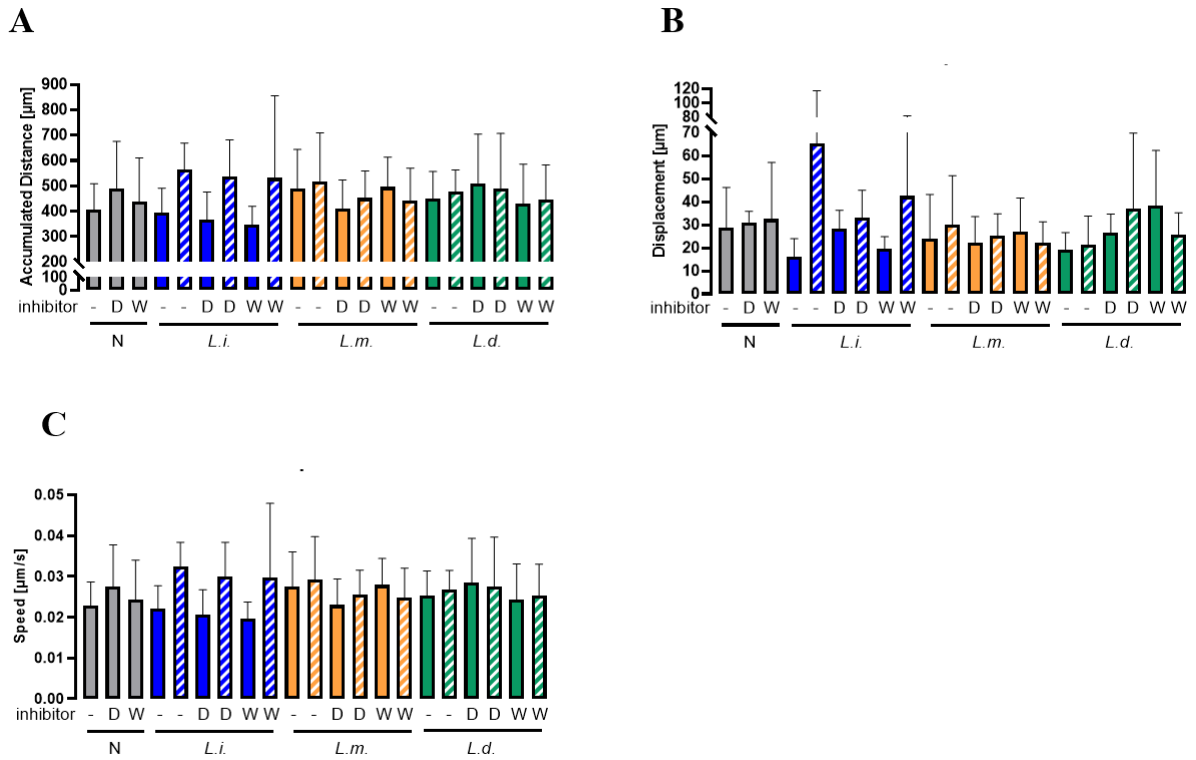 A
Accumulated Distance [µm]
900
800
700
600
500
400
300
200
100
0
inhibitor - D W - - D D W W - - D D W W - - D D W W
N L.i. L.m. L.d.
B
Displacement [µm]
120
100
80
70
60
50
40
30
20
10
0
inhibitor - D W - - D D W W - - D D W W - - D D W W
N L.i. L.m. L.d.
C
Speed [µm/s]
0.05
0.04
0.03
0.02
0.01
0.00
inhibitor - D W - - D D W W - - D D W W - - D D W W
N L.i. L.m. L.d.